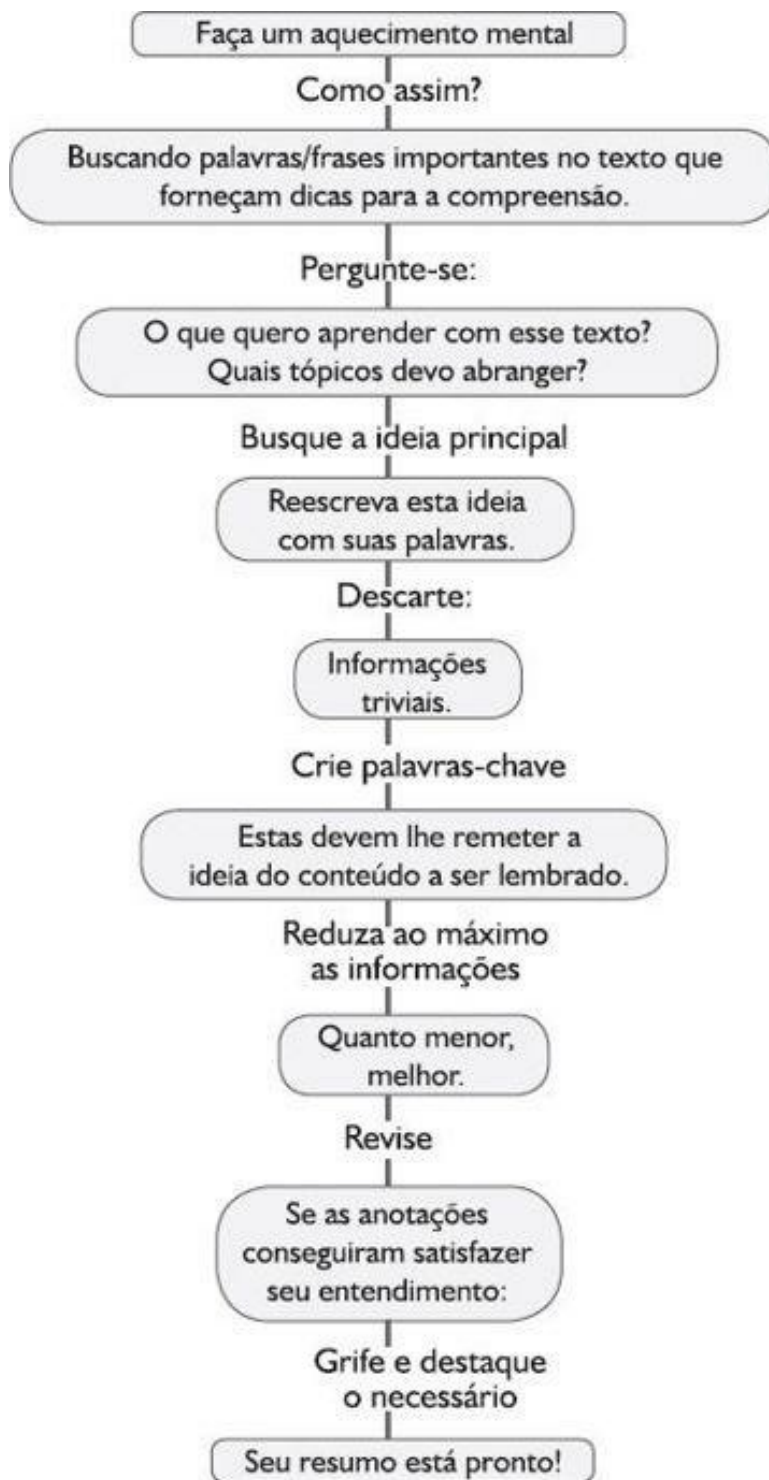 Faça um aquecimento mental
Como assim?
Buscando palavras/frases importantes no texto que
forneçam dicas para a compreensão.
Pergunte-se:
O que quero aprender com esse texto?
Quais tópicos devo abranger?
Busque a ideia principal
Reescreva esta ideia
com suas palavras.
Descarte:
Informações
triviais.
Crie palavras-chave
Estas devem lhe remeter a
ideia do conteúdo a ser lembrado.
Reduza ao máximo
as informações
Quanto menor,
melhor.
Revise
Se as anotações
conseguiram satisfazer
seu entendimento:
Grife e destaque
o necessário
Seu resumo está pronto!